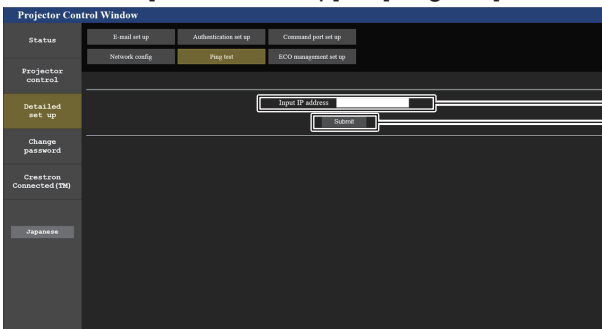 Projector Control Window
Status
E-mail set up
Authentication set up
Command port set up
Network config
Ping test
ECO management set up
Projector
control
Detailed
set up
Input IP address
Submit
Change
password
Crestron
Connected(TM)
Japanese